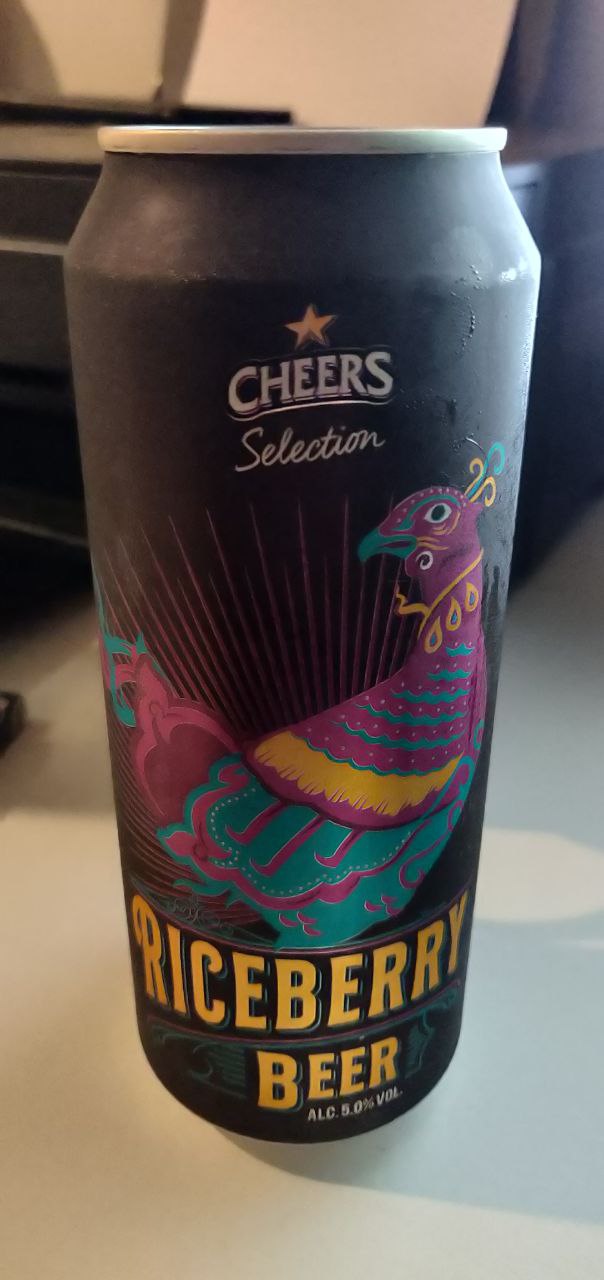 CHEERS
Selection
RICEBERRY
BEER
ALC. 5.0% VOL.